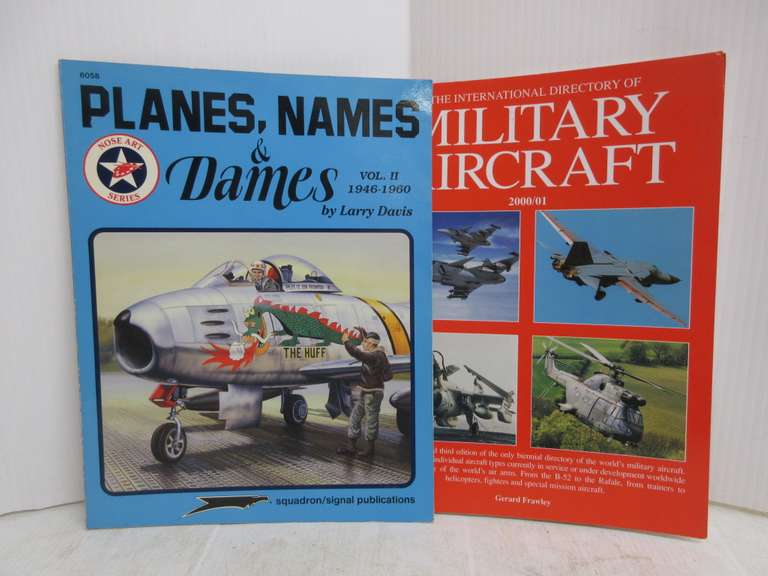 6058
PLANES, NAMES
&
Dames
NOSE ART
SERIES
VOL. II
1946-1960
by Larry Davis
THE HUFF
squadron/signal publications
THE INTERNATIONAL DIRECTORY OF
MILITARY
AIRCRAFT
2000/01
third edition of the only biennial directory of the world's military aircraft.
individual aircraft types currently in service or under development worldwide
of the world's air arms. From the B-52 to the Rafale, from trainers to
helicopters, fighters and special mission aircraft.
Gerard Frawley